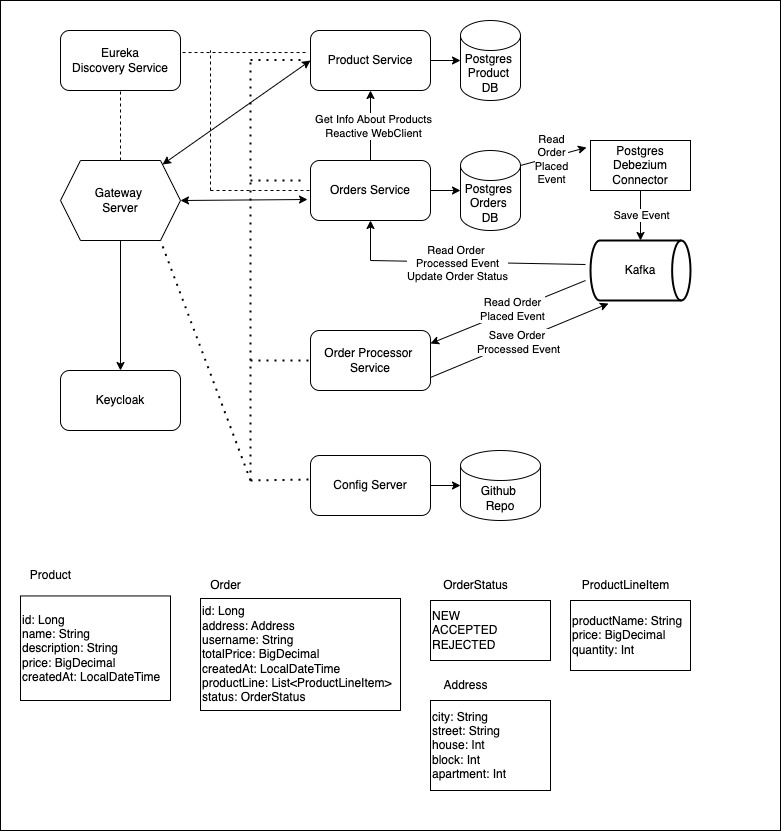 Eureka
Discovery Service
Product Service
Postgres
Product
DB
Get Info About Products
Reactive WebClient
Read
Order
Placed
Event
Postgres
Debezium
Connector
Gateway
Server
Orders Service
Postgres
Orders
DB
Save Event
Read Order
Processed Event
Update Order Status
Kafka
Read Order
Placed Event
Save Order
Processed Event
Order Processor
Service
Keycloak
Config Server
Github
Repo
Product
id: Long
name: String
description: String
price: BigDecimal
createdAt: LocalDateTime
Order
id: Long
address: Address
username: String
totalPrice: BigDecimal
createdAt: LocalDateTime
productLine: List<ProductLineItem>
status: OrderStatus
OrderStatus
NEW
ACCEPTED
REJECTED
ProductLineItem
productName: String
price: BigDecimal
quantity: Int
Address
city: String
street: String
house: Int
block: Int
apartment: Int